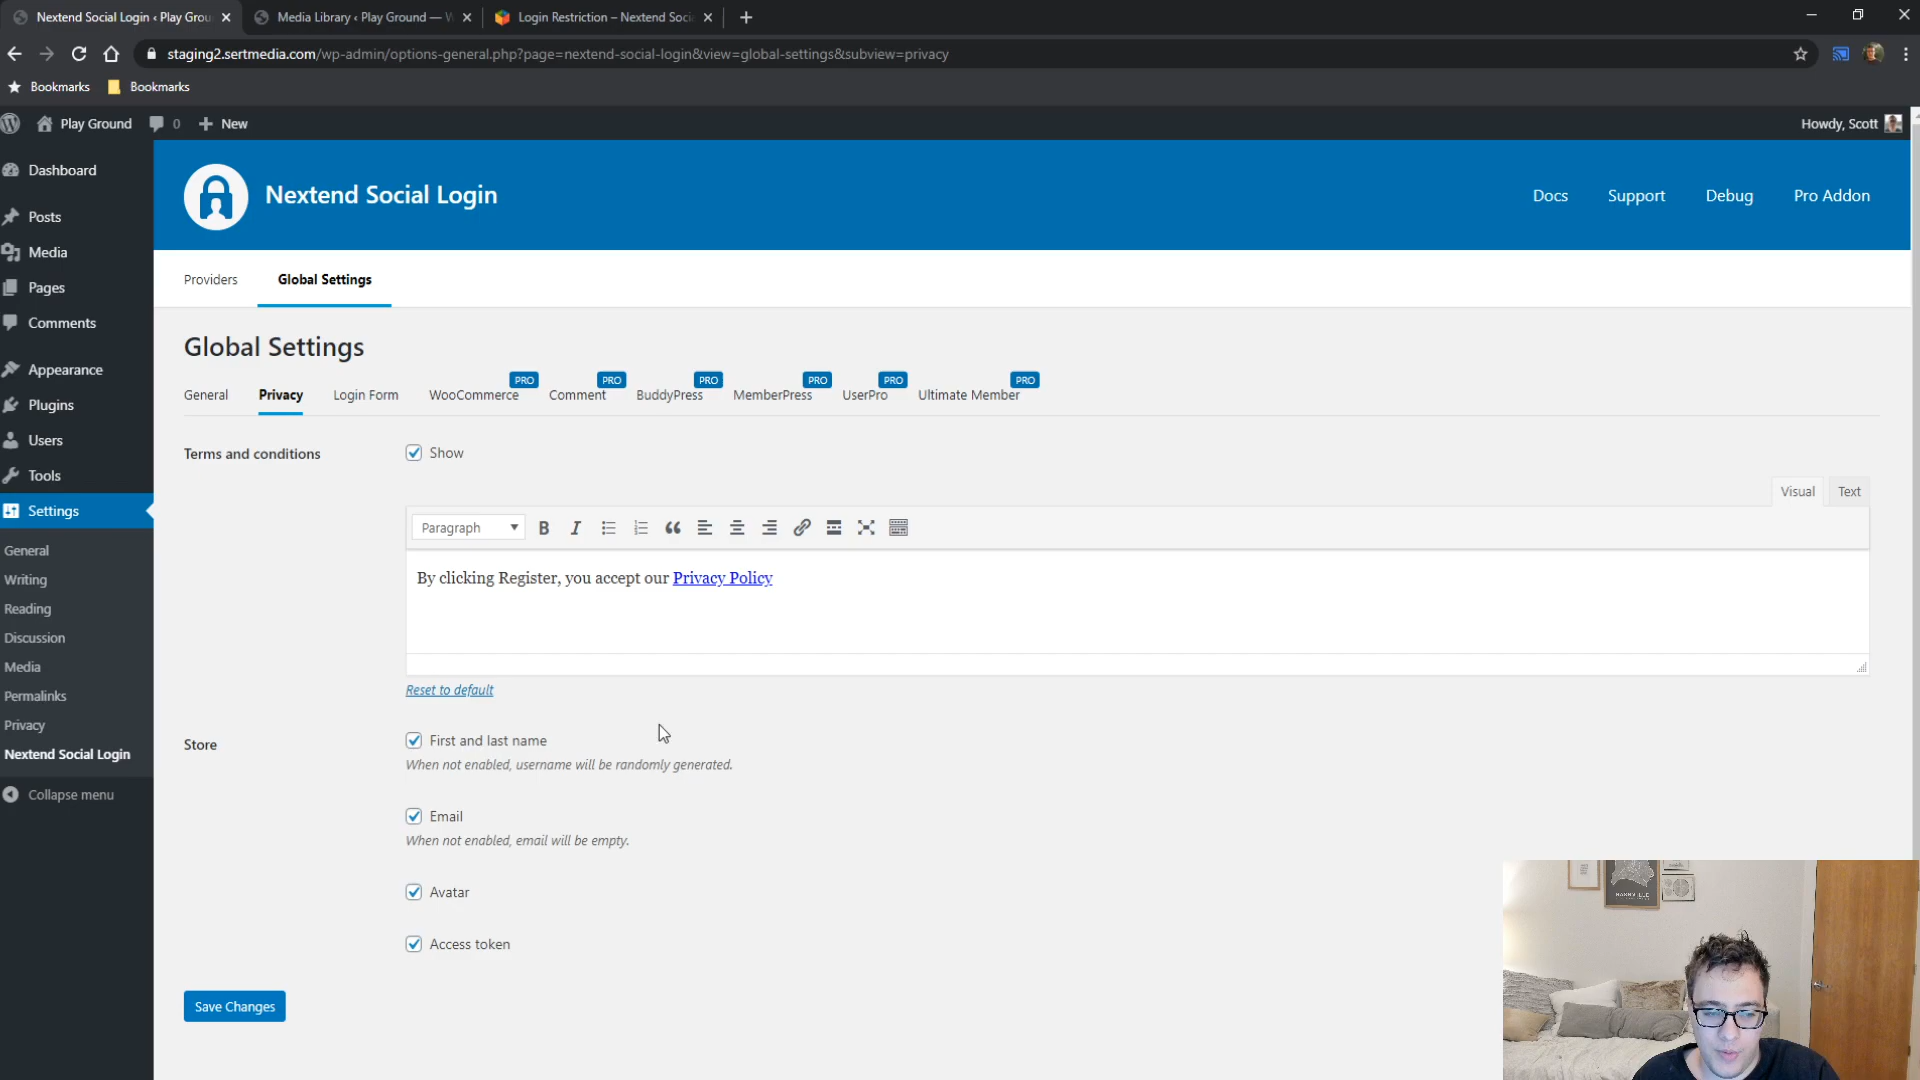 Nextend Social Login ‹ Play Grou
Media Library ‹ Play Ground — W
Login Restriction – Nextend Soci
staging2.sertmedia.com/wp-admin/options-general.php?page=nextend-social-login&view=global-settings&subview=privacy
Bookmarks
Bookmarks
Play Ground
0
New
Howdy, Scott
Dashboard
Posts
Media
Pages
Comments
Appearance
Plugins
Users
Tools
Settings
General
Writing
Reading
Discussion
Media
Permalinks
Privacy
Nextend Social Login
Collapse menu
Nextend Social Login
Docs
Support
Debug
Pro Addon
Providers
Global Settings
Global Settings
General
Privacy
Login Form
WooCommerce PRO
Comment PRO
BuddyPress PRO
MemberPress PRO
UserPro PRO
Ultimate Member PRO
Terms and conditions
Show
Visual
Text
Paragraph
By clicking Register, you accept our Privacy Policy
Reset to default
Store
First and last name
When not enabled, username will be randomly generated.
Email
When not enabled, email will be empty.
Avatar
Access token
Save Changes
NASHVILLE